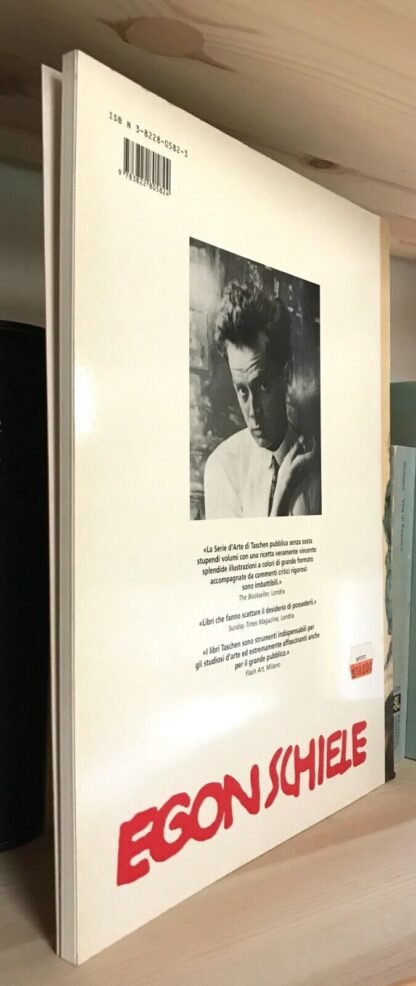 ISB N 3-8228-0582-3
9 783822 805824
«La Serie d'Arte di Taschen pubblica senza sosta
stupendi volumi con una ricetta veramente vincente:
splendide illustrazioni a colori di grande formato
accompagnate da commenti critici rigorosi:
sono imbattibili.»
The Bookseller, Londra
«Libri che fanno scattare il desiderio di possederli.»
Sunday Times Magazine, Londra
«I libri Taschen sono strumenti indispensabili per
gli studiosi d'arte ed estremamente affascinanti anche
per il grande pubblico.»
Flash Art, Milano
EGON SCHIELE